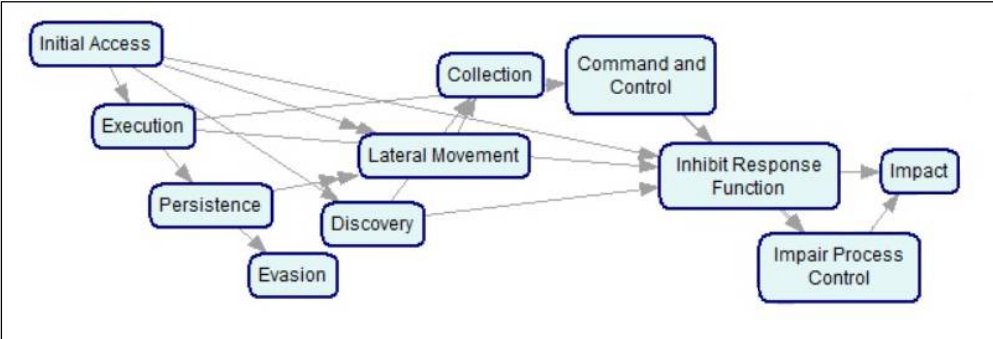 Initial Access
Execution
Persistence
Evasion
Discovery
Lateral Movement
Collection
Command and
Control
Inhibit Response
Function
Impact
Impair Process
Control